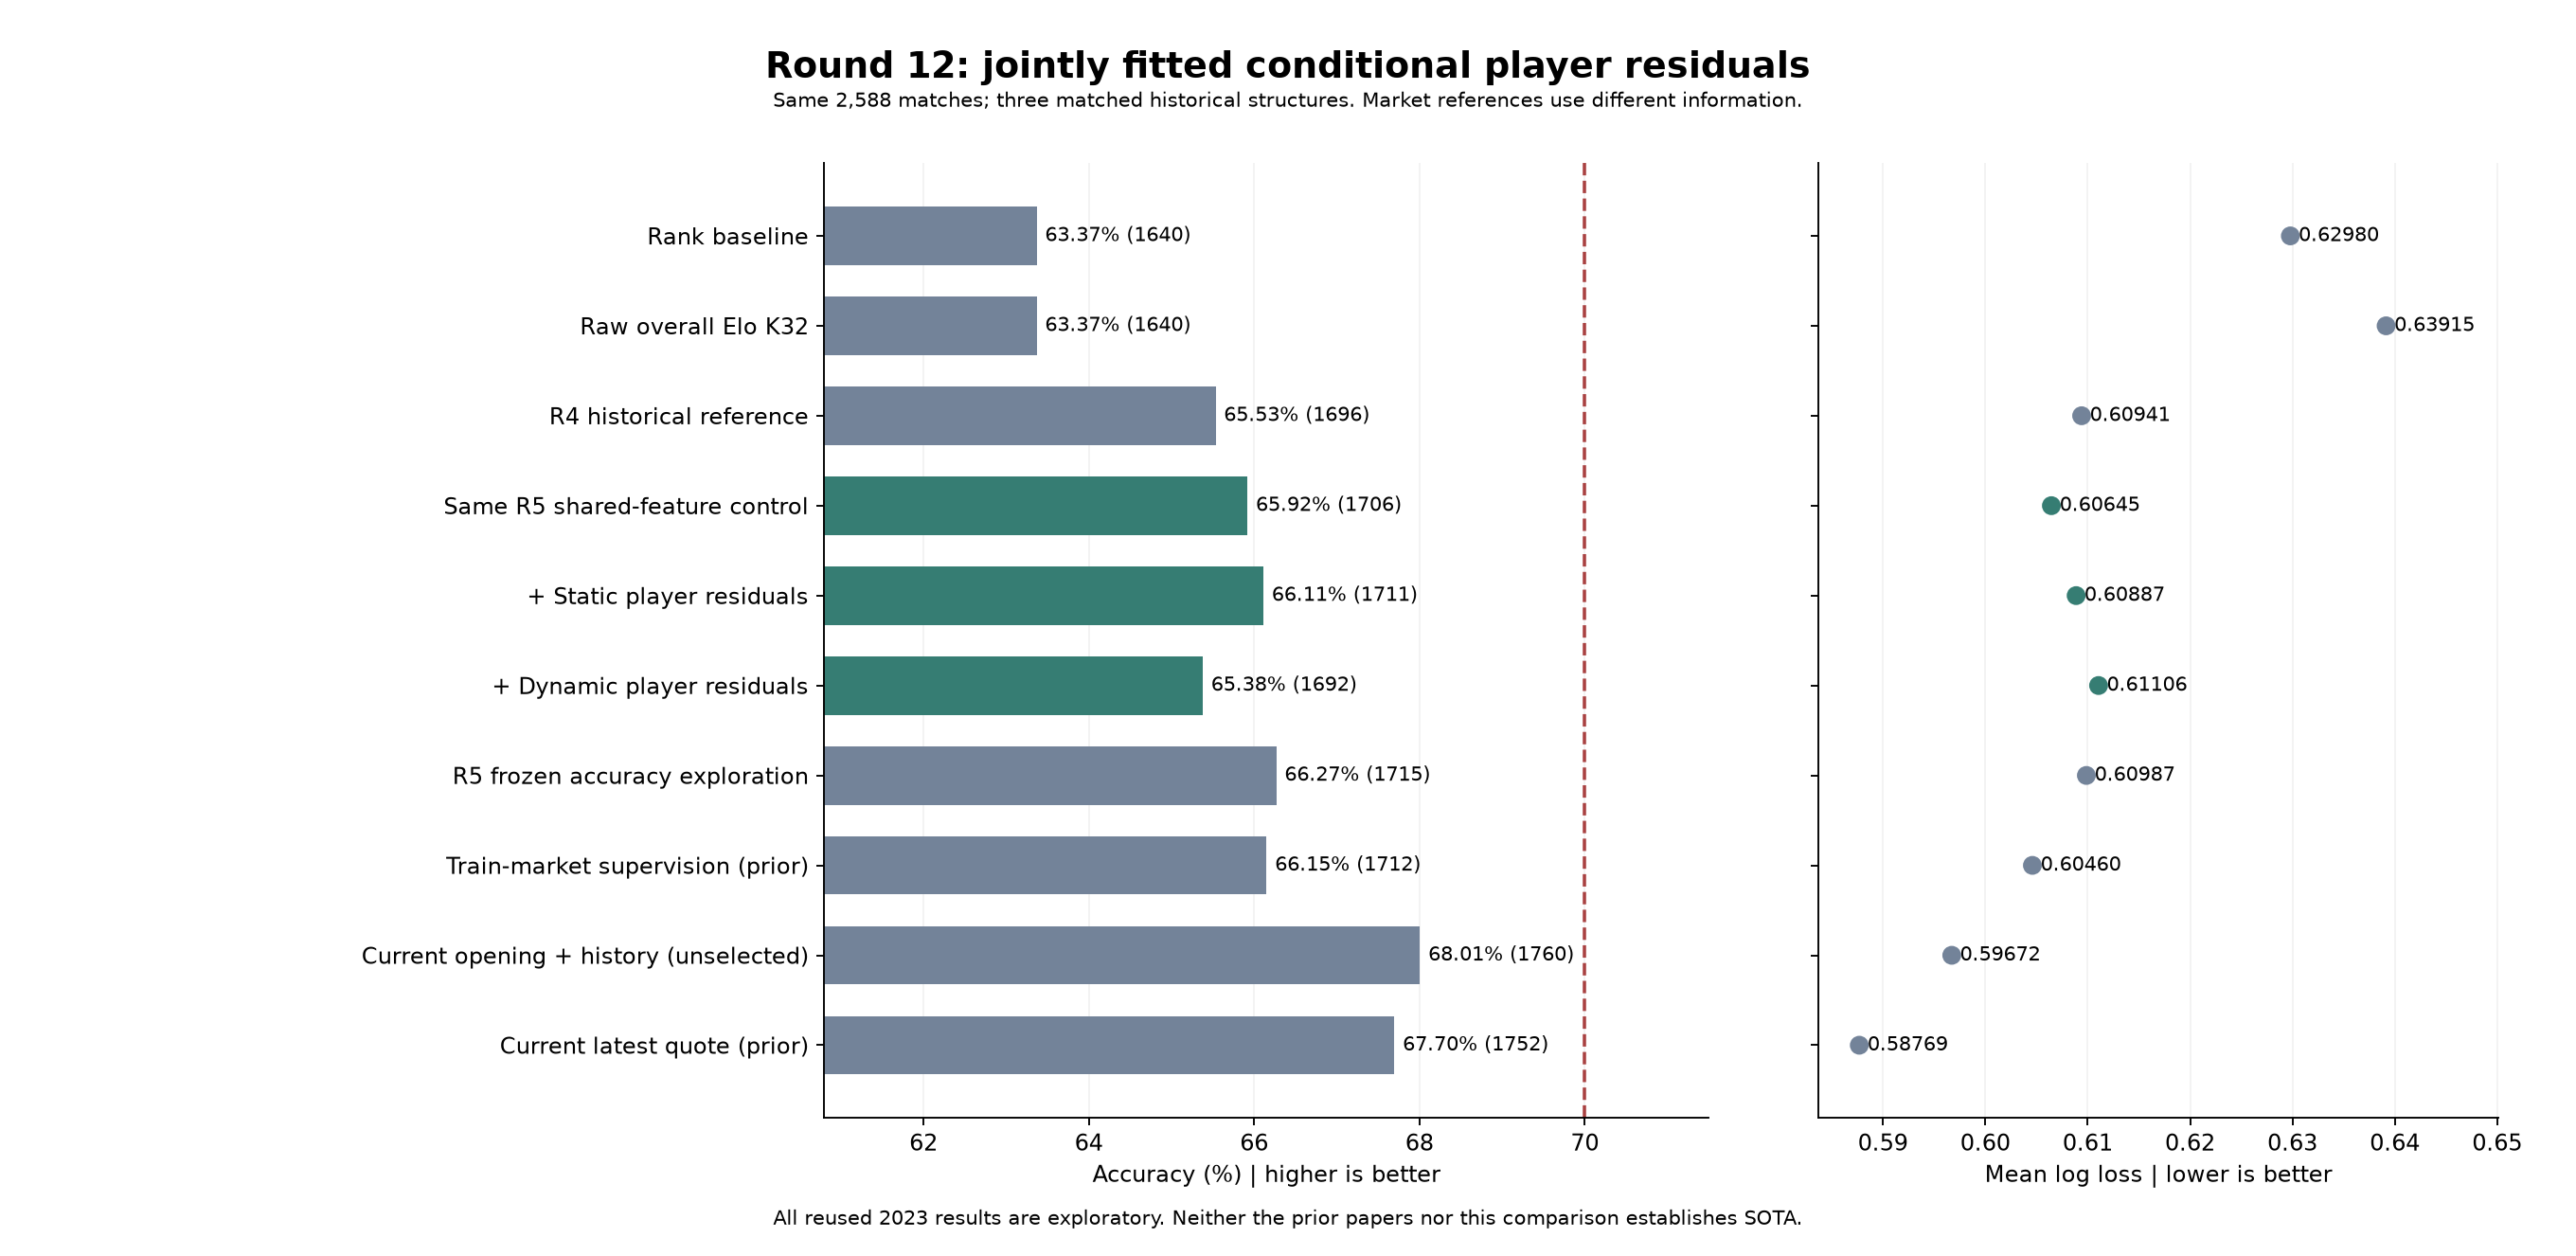 Round 12: jointly fitted conditional player residuals
Same 2,588 matches; three matched historical structures. Market references use different information.
Rank baseline
63.37% (1640)
0.62980
Raw overall Elo K32
63.37% (1640)
0.63915
R4 historical reference
65.53% (1696)
0.60941
Same R5 shared-feature control
65.92% (1706)
0.60645
+ Static player residuals
66.11% (1711)
0.60887
+ Dynamic player residuals
65.38% (1692)
0.61106
R5 frozen accuracy exploration
66.27% (1715)
0.60987
Train-market supervision (prior)
66.15% (1712)
0.60460
Current opening + history (unselected)
68.01% (1760)
0.59672
Current latest quote (prior)
67.70% (1752)
0.58769
62 64 66 68 70
0.59 0.60 0.61 0.62 0.63 0.64 0.65
Accuracy (%) | higher is better
Mean log loss | lower is better
All reused 2023 results are exploratory. Neither the prior papers nor this comparison establishes SOTA.